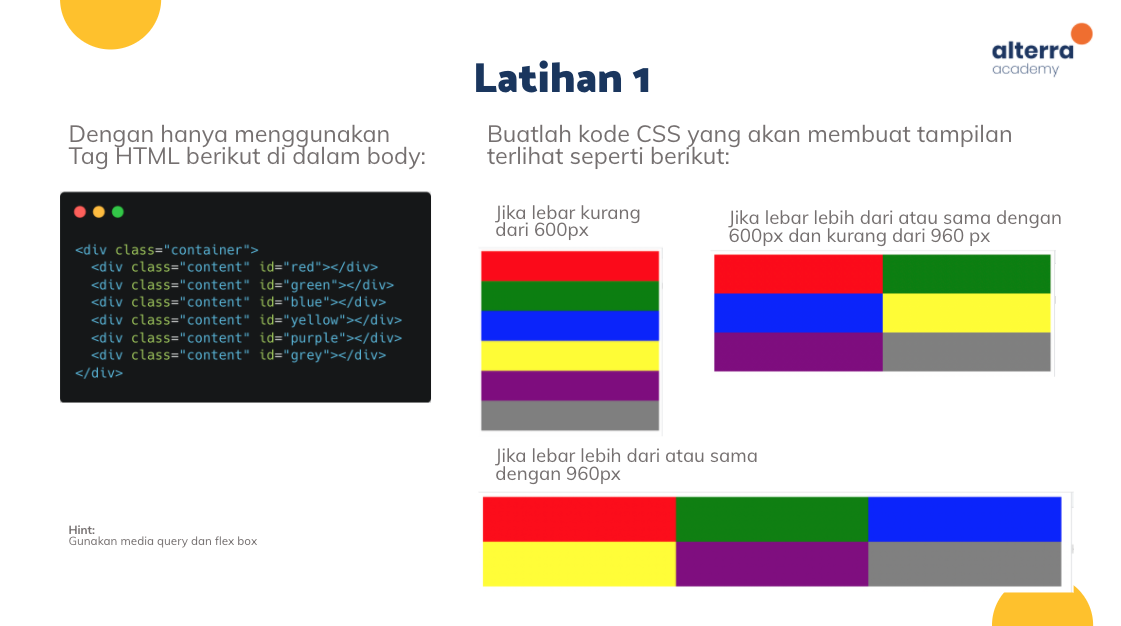 alterra
academy
Latihan 1
Dengan hanya menggunakan
Tag HTML berikut di dalam body:
Buatlah kode CSS yang akan membuat tampilan
terlihat seperti berikut:
<div class="container">
  <div class="content" id="red"></div>
  <div class="content" id="green"></div>
  <div class="content" id="blue"></div>
  <div class="content" id="yellow"></div>
  <div class="content" id="purple"></div>
  <div class="content" id="grey"></div>
</div>
Jika lebar kurang
dari 600px
Jika lebar lebih dari atau sama dengan
600px dan kurang dari 960 px
Jika lebar lebih dari atau sama
dengan 960px
Hint:
Gunakan media query dan flex box